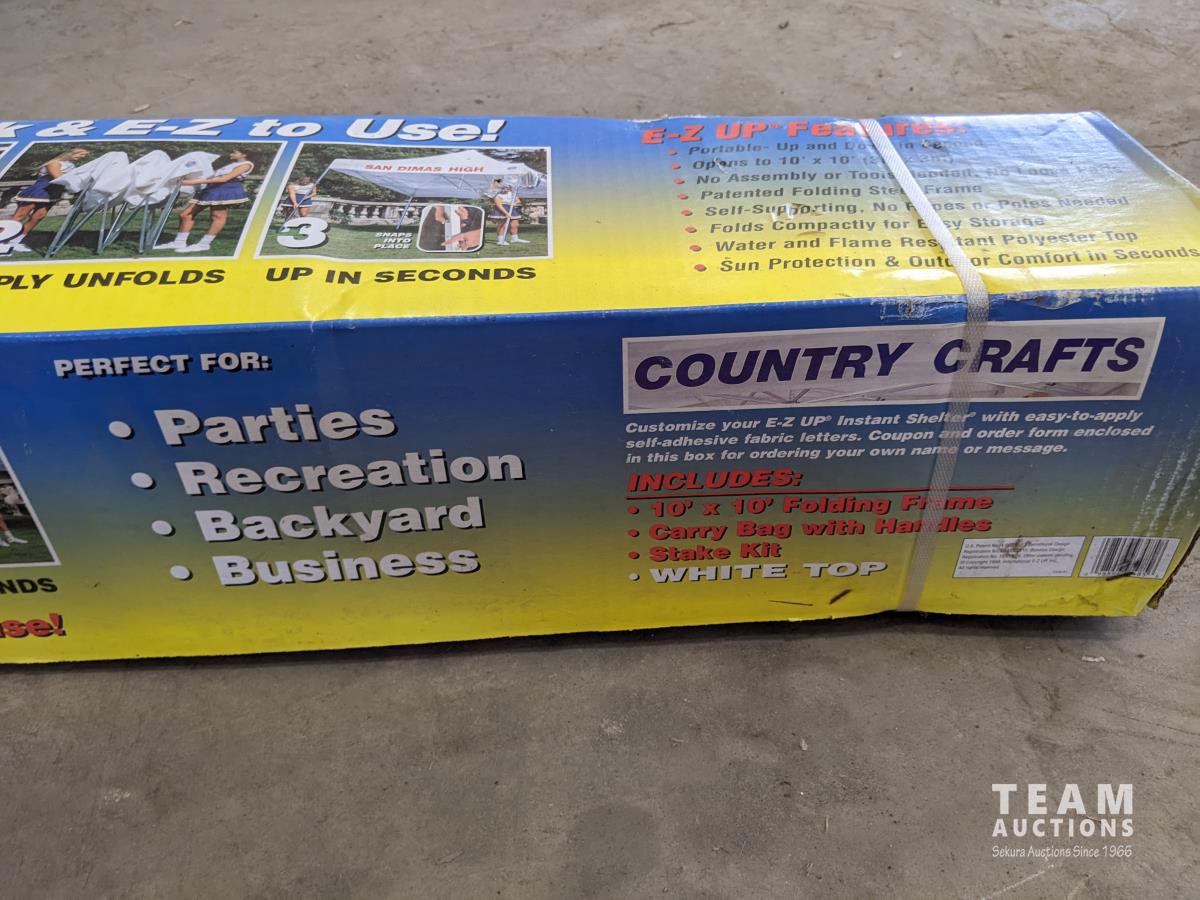 & E-Z to Use!
2
PLY UNFOLDS
SAN DIMAS HIGH
3
SNAPS
INTO
PLACE
UP IN SECONDS
E-Z UP® Features:
• Portable- Up and Down in Seconds
• Opens to 10' x 10'
• No Assembly or Tools Needed, No
• Patented Folding Steel Frame
• Self-Supporting, No Ropes or Poles Needed
• Folds Compactly for Easy Storage
• Water and Flame Resistant Polyester Top
• Sun Protection & Outdoor Comfort in Seconds
NDS
se!
PERFECT FOR:
• Parties
• Recreation
• Backyard
• Business
COUNTRY CRAFTS
Customize your E-Z UP® Instant Shelter® with easy-to-apply
self-adhesive fabric letters. Coupon and order form enclosed
in this box for ordering your own name or message.
INCLUDES:
• 10' x 10' Folding Frame
• Carry Bag with Handles
• Stake Kit
• WHITE TOP
All rights reserved.
TEAM
AUCTIONS
Sekura Auctions Since 1966